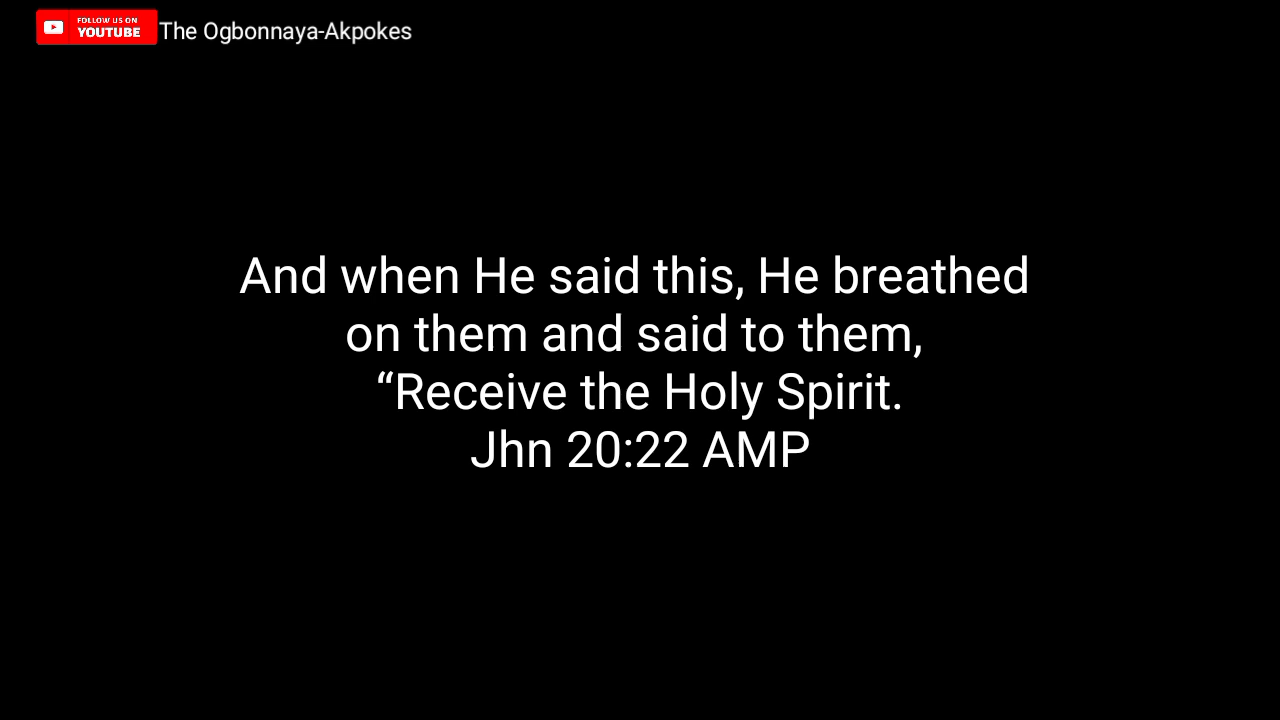 FOLLOW US ON
YOUTUBE
The Ogbonnaya-Akpokes
And when He said this, He breathed
on them and said to them,
“Receive the Holy Spirit.
Jhn 20:22 AMP